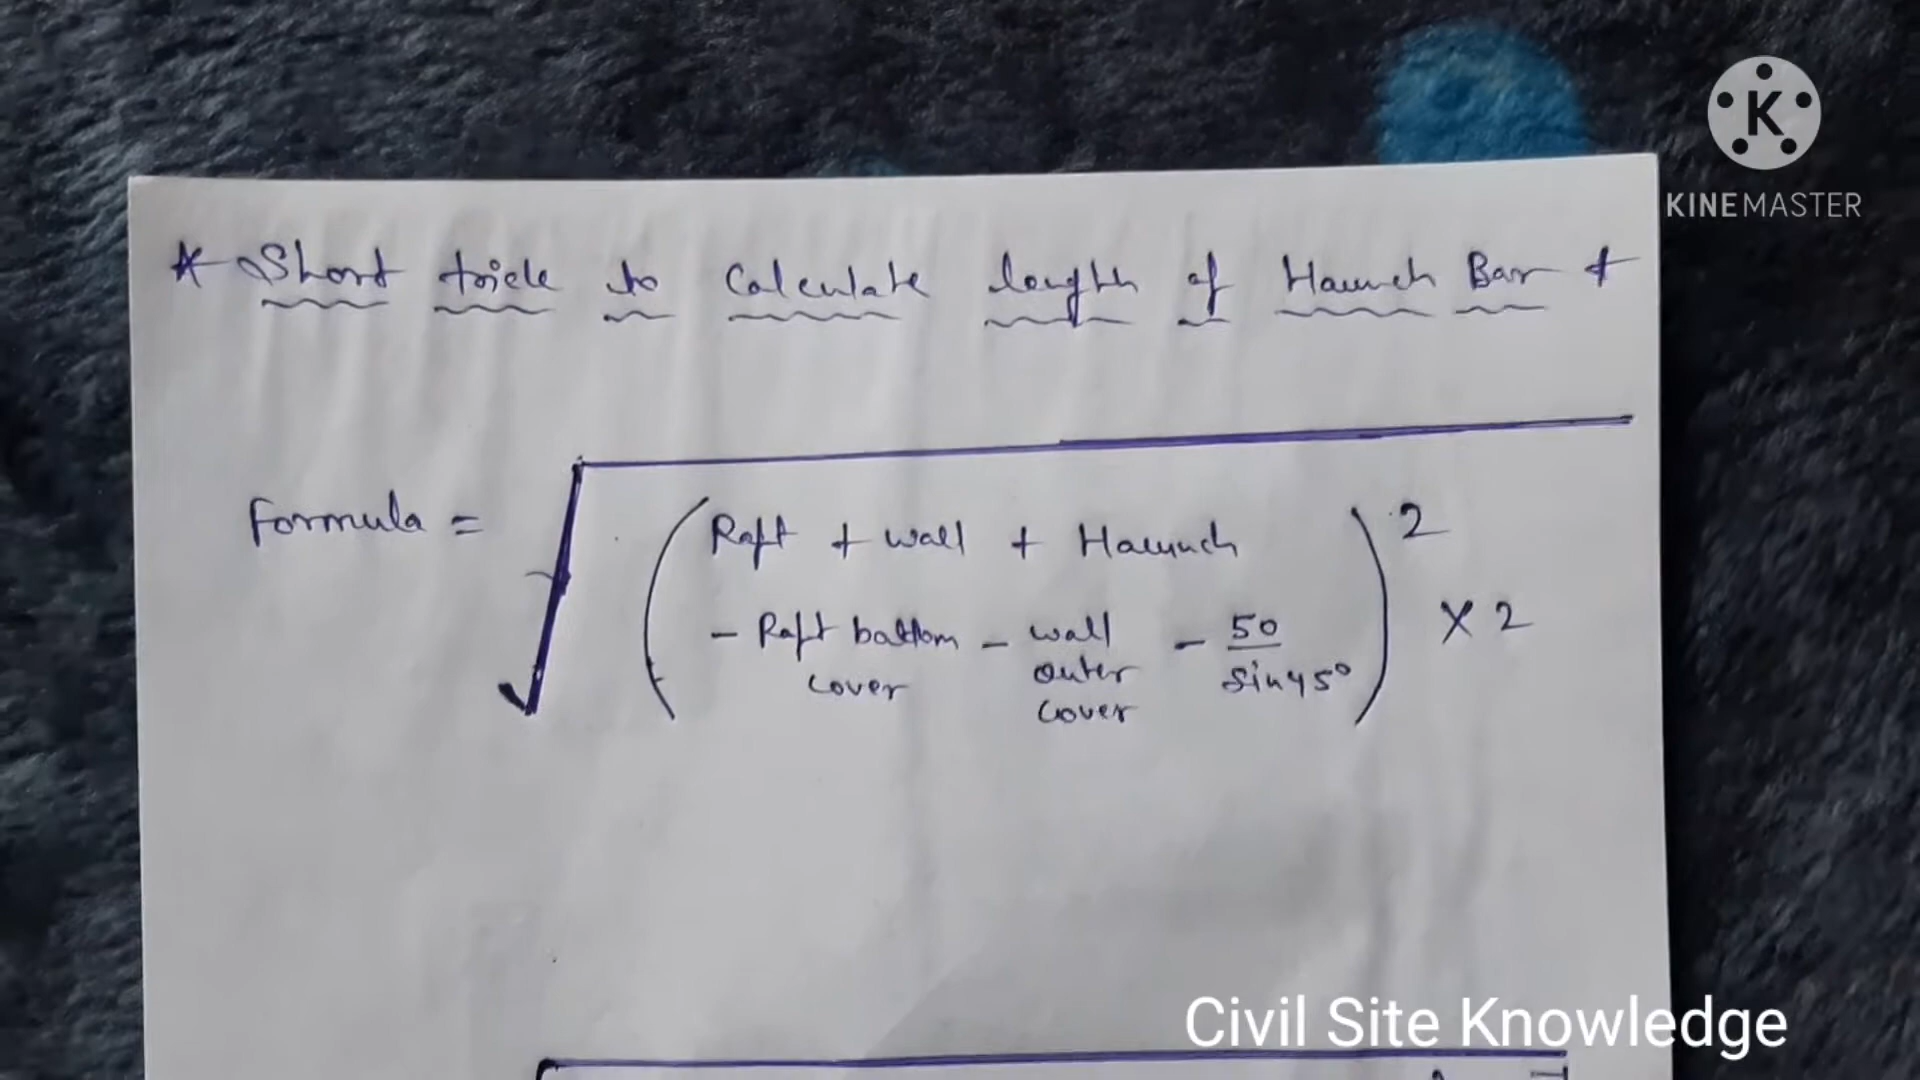 K
KINEMASTER
* Short trick to Calculate length of Haunch Bar *
Formula = √
(Raft + wall + Haunch
- Raft bottom cover - wall outer cover - 50/sin45°)² × 2
Civil Site Knowledge